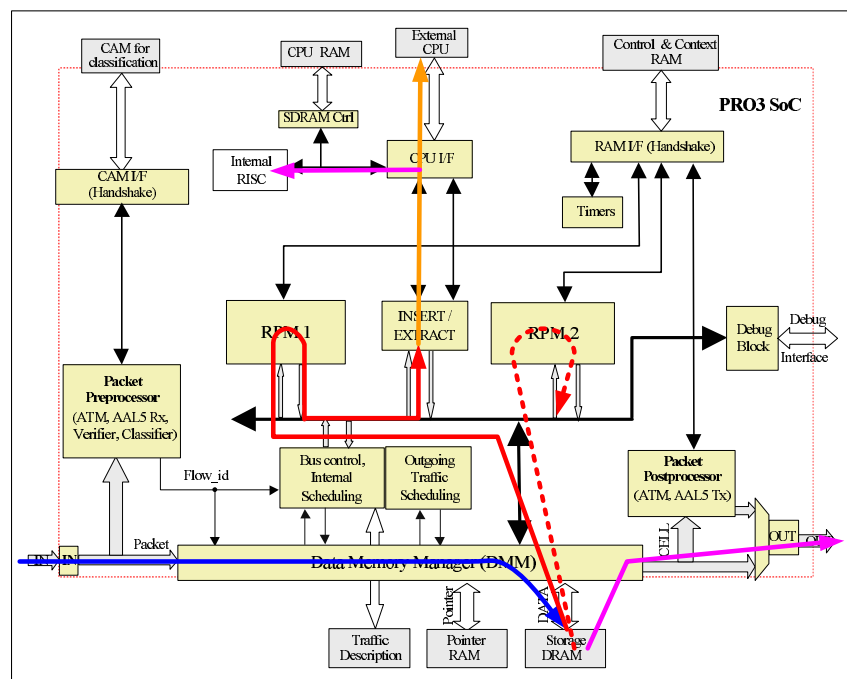 CAM for
classification
CPU RAM
External
CPU
Control & Context
RAM
PRO3 SoC
SDRAM Ctrl
Internal
RISC
CPU I/F
RAM I/F (Handshake)
CAM I/F
(Handshake)
Timers
RPM 1
INSERT /
EXTRACT
RPM 2
Debug
Block
Debug
Interface
Packet
Preprocessor
(ATM, AAL5 Rx,
Verifier, Classifier)
Flow_id
Bus control,
Internal
Scheduling
Outgoing
Traffic
Scheduling
Packet
Postprocessor
(ATM, AAL5 Tx)
IN
IN
Packet
Data Memory Manager (DMM)
CELL
OUT
Pointer
DATA
Traffic
Description
Pointer
RAM
Storage
DRAM